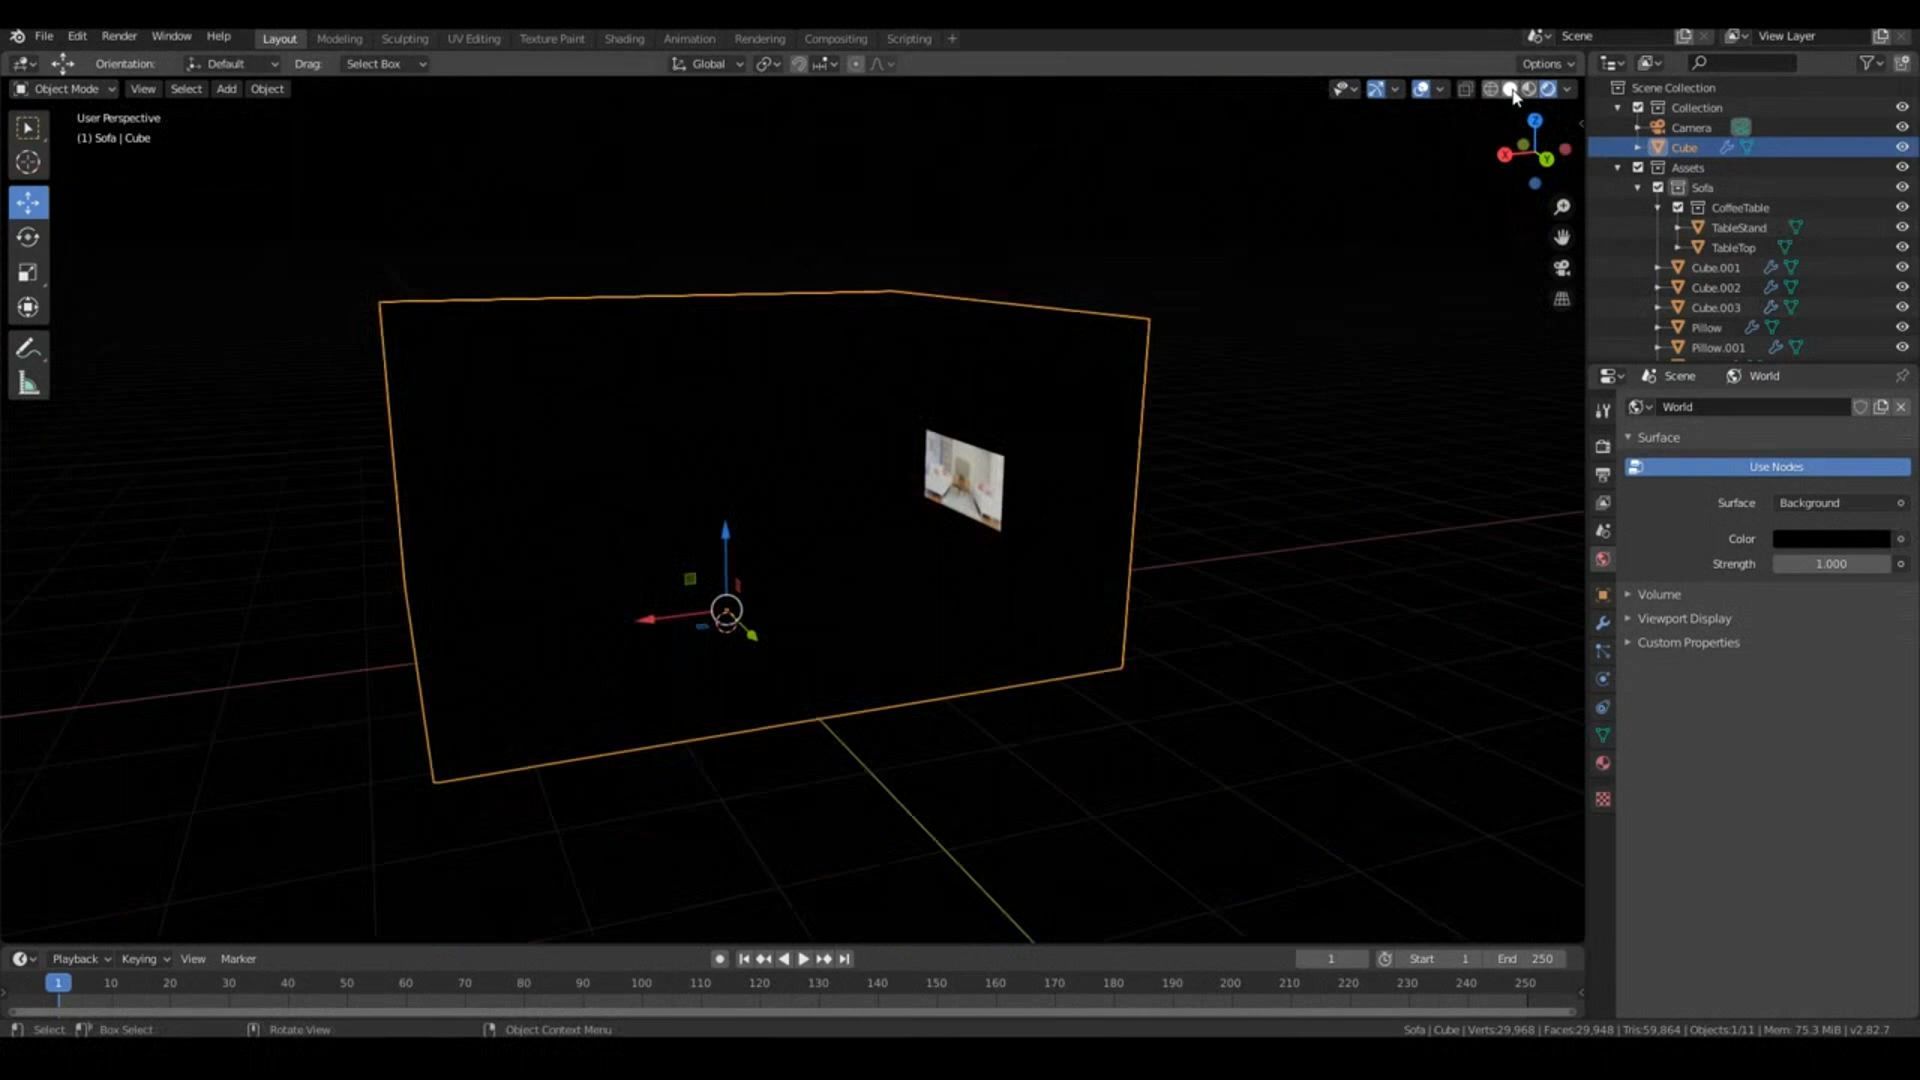 File Edit Render Window Help Layout Modeling Sculpting UV Editing Texture Paint Shading Animation Rendering Compositing Scripting + Scene View Layer
Orientation: Default Drag: Select Box Global Options
Object Mode View Select Add Object
User Perspective
(1) Sofa | Cube
X Y Z
Scene Collection
Collection
Camera
Cube
Assets
Sofa
CoffeeTable
TableStand
TableTop
Cube.001
Cube.002
Cube.003
Pillow
Pillow.001
Scene World
World
Surface
Use Nodes
Surface Background
Color
Strength 1.000
Volume
Viewport Display
Custom Properties
Playback Keying View Marker 1 Start 1 End 250
1 10 20 30 40 50 60 70 80 90 100 110 120 130 140 150 160 170 180 190 200 210 220 230 240 250
Select Box Select Rotate View Object Context Menu Sofa | Cube | Verts:29,968 | Faces:29,948 | Tris:59,864 | Objects:1/11 | Mem: 75.3 MiB | v2.82.7